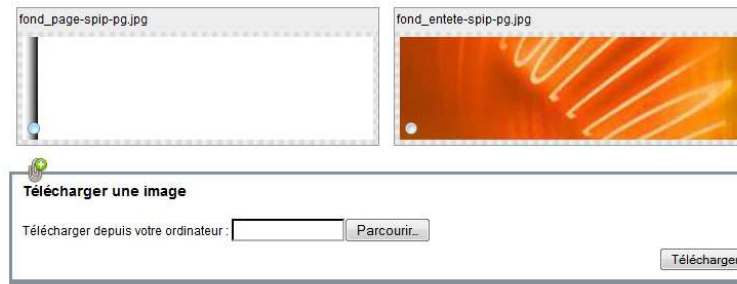 fond_page-spip-pg.jpg
fond_entete-spip-pg.jpg
Télécharger une image
Télécharger depuis votre ordinateur :
Parcourir...
Télécharger